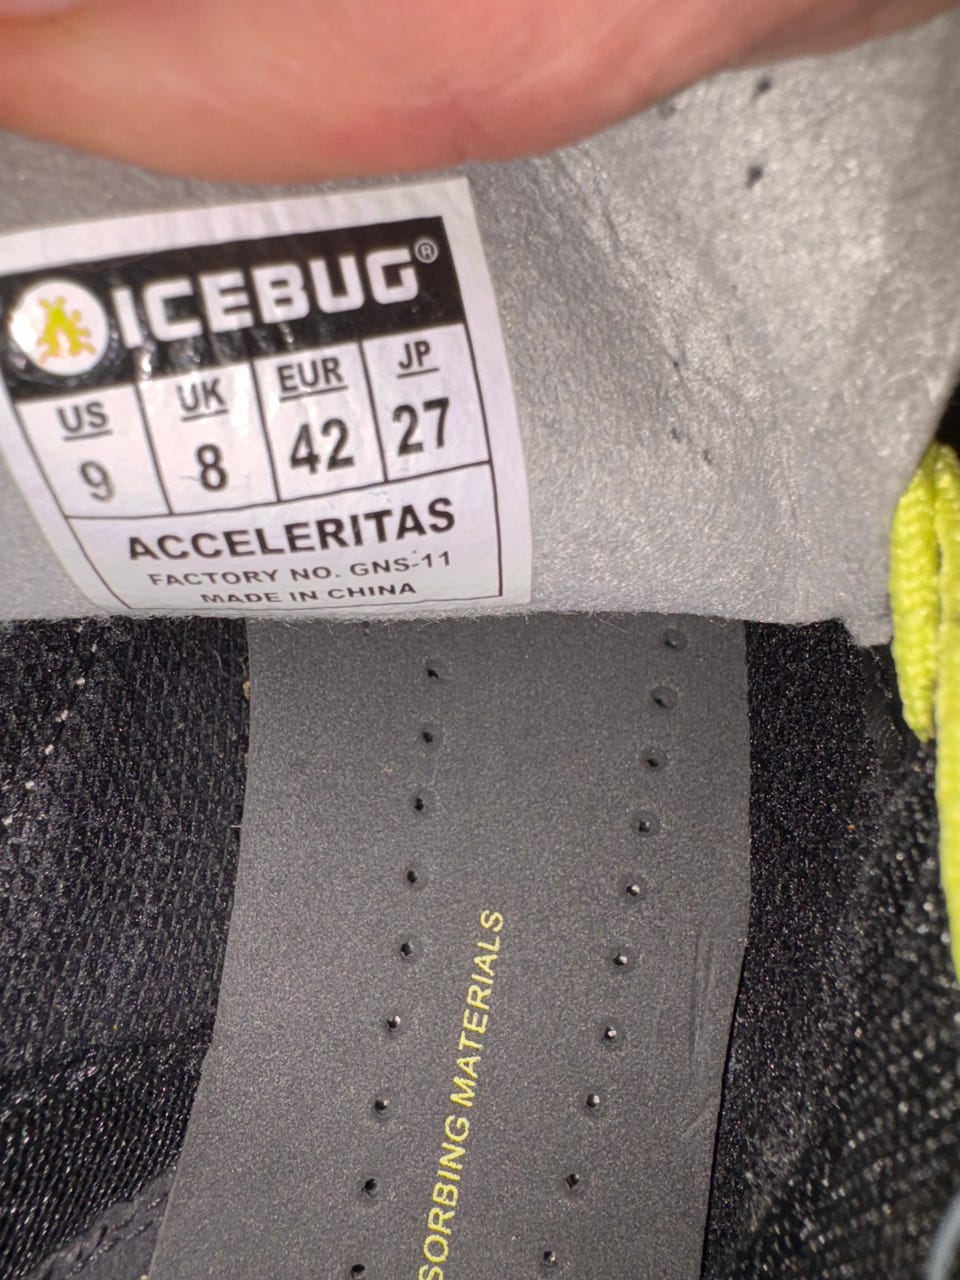 ICEBUG®
US UK EUR JP
9 8 42 27
ACCELERITAS
FACTORY NO. GNS-11
MADE IN CHINA
SORBING MATERIALS